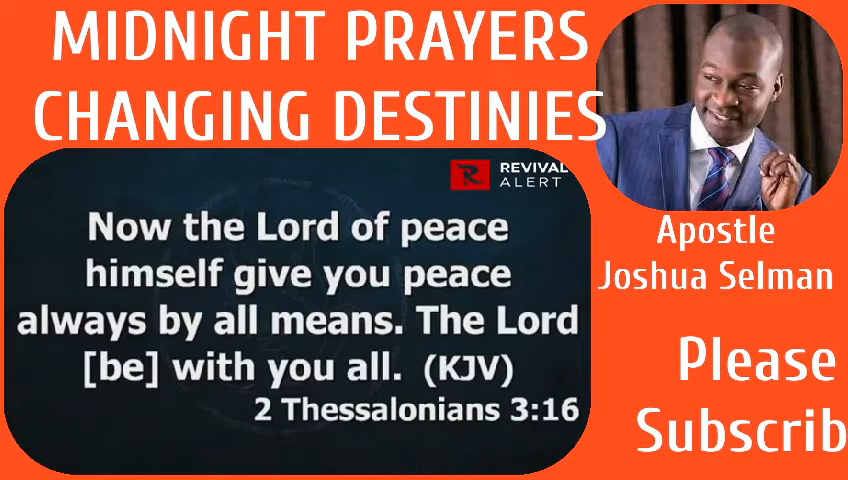 MIDNIGHT PRAYERS
CHANGING DESTINIES
REVIVAL
ALERT
Now the Lord of peace
himself give you peace
always by all means. The Lord
[be] with you all. (KJV)
2 Thessalonians 3:16
Apostle
Joshua Selman
Please
Subscrib